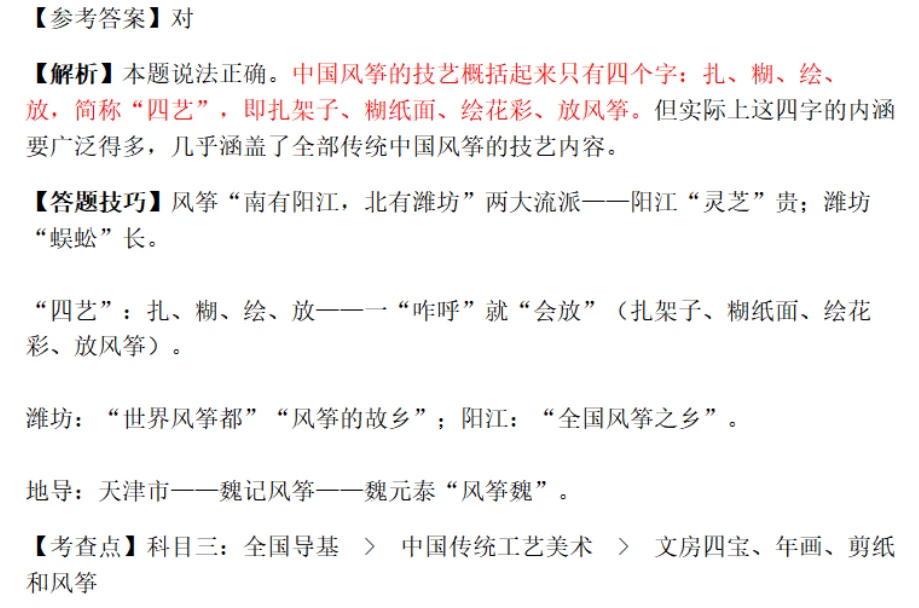 【参考答案】对
【解析】本题说法正确。中国风筝的技艺概括起来只有四个字：扎、糊、绘、
放，简称“四艺”，即扎架子、糊纸面、绘花彩、放风筝。但实际上这四字的内涵
要广泛得多，几乎涵盖了全部传统中国风筝的技艺内容。
【答题技巧】风筝“南有阳江，北有潍坊”两大流派——阳江“灵芝”贵；潍坊
“蜈蚣”长。
“四艺”：扎、糊、绘、放——一“咋呼”就“会放”（扎架子、糊纸面、绘花
彩、放风筝）。
潍坊：“世界风筝都”“风筝的故乡”；阳江：“全国风筝之乡”。
地导：天津市——魏记风筝——魏元泰“风筝魏”。
【考查点】科目三：全国导基 > 中国传统工艺美术 > 文房四宝、年画、剪纸
和风筝